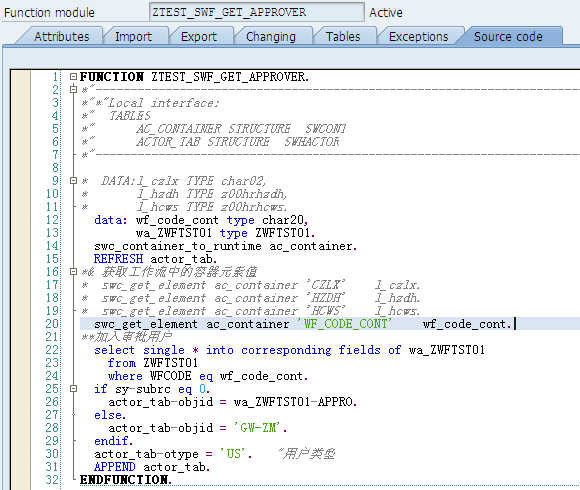 Function module ZTEST_SWF_GET_APPROVER Active
Attributes Import Export Changing Tables Exceptions Source code
1 FUNCTION ZTEST_SWF_GET_APPROVER.
2 *"----------------------------------------------------------------------
3 *"*"Local interface:
4 *"  TABLES
5 *"      AC_CONTAINER STRUCTURE  SWCONT
6 *"      ACTOR_TAB STRUCTURE  SWHACTOR
7 *"----------------------------------------------------------------------
8
9 *  DATA:l_czlx TYPE char02,
10 *       l_hzdh TYPE z00hrhzdh,
11 *       l_hcws TYPE z00hrhcws.
12   data: wf_code_cont type char20,
13         wa_ZWFTST01 type ZWFTST01.
14   swc_container_to_runtime ac_container.
15   REFRESH actor_tab.
16 *& 获取工作流中的容器元素值
17 *  swc_get_element ac_container 'CZLX'    l_czlx.
18 *  swc_get_element ac_container 'HZDH'    l_hzdh.
19 *  swc_get_element ac_container 'HCWS'    l_hcws.
20   swc_get_element ac_container 'WF_CODE_CONT'    wf_code_cont.
21 **加入审批用户
22   select single * into corresponding fields of wa_ZWFTST01
23     from ZWFTST01
24     where WFCODE eq wf_code_cont.
25   if sy-subrc eq 0.
26     actor_tab-objid = wa_ZWFTST01-APPRO.
27   else.
28     actor_tab-objid = 'GW-ZM'.
29   endif.
30   actor_tab-otype = 'US'.   "用户类型
31   APPEND actor_tab.
32 ENDFUNCTION.